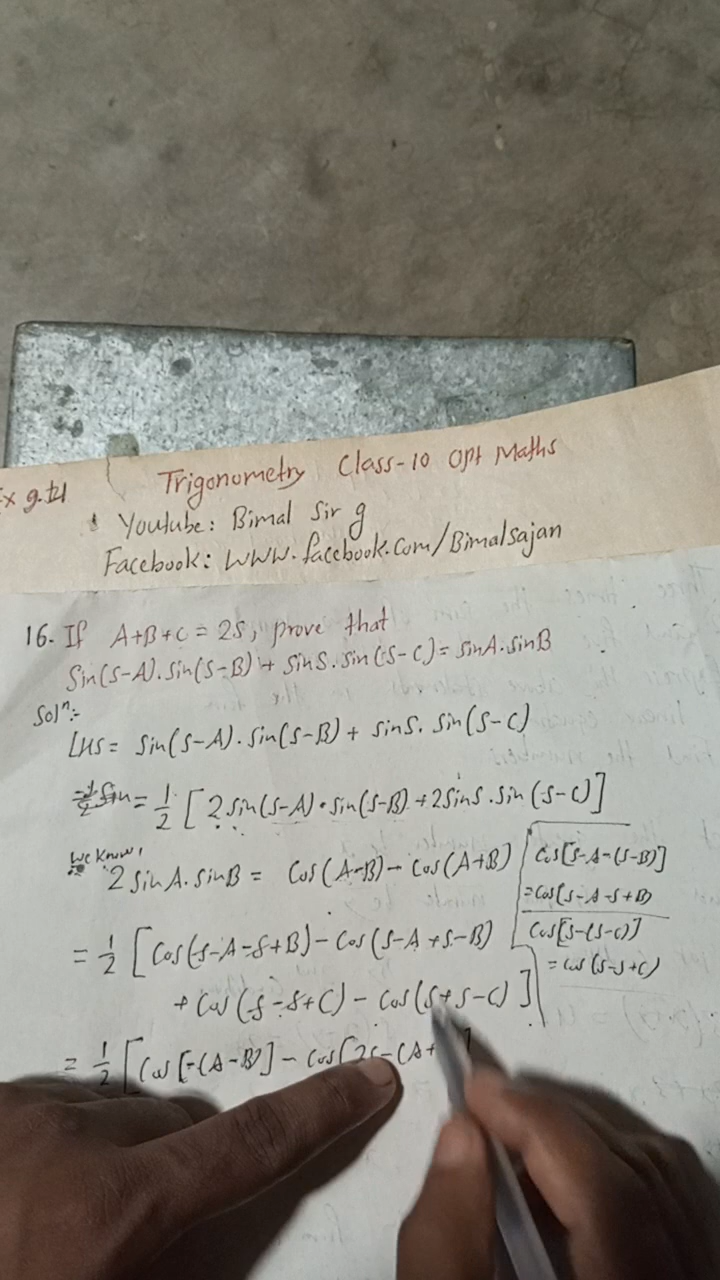 Ex 9.
Trigonometry Class-10 Opt Maths
Youtube: Bimal Sir g
Facebook: WWW.facebook.com/Bimalsajan
16. If A+B+C = 2S, prove that
Sin(S-A).sin(S-B) + sinS.sin(S-C) = sinA.sinB
Solⁿ:-
LHS = sin(S-A).sin(S-B) + sinS. sin(S-C)
= 1/2 [2sin(S-A).sin(S-B) + 2sinS.sin(S-C)]
We know,
2 sinA.sinB = Cos(A-B) - cos(A+B)
Cos[S-A-(S-B)]
= cos(S-A-S+B)
Cos[S-(S-C)]
= cos(S-S+C)
= 1/2 [Cos(S-A-S+B) - cos(S-A+S-B)
+ Cos(S-S+C) - cos(S+S-C)]
= 1/2 [Cos[-(A-B)] - cos[2S-(A+